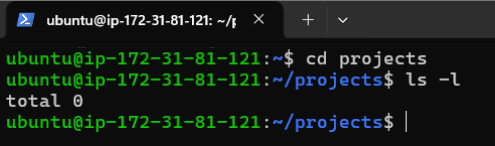 ubuntu@ip-172-31-81-121: ~/p
ubuntu@ip-172-31-81-121:~$ cd projects
ubuntu@ip-172-31-81-121:~/projects$ ls -l
total 0
ubuntu@ip-172-31-81-121:~/projects$